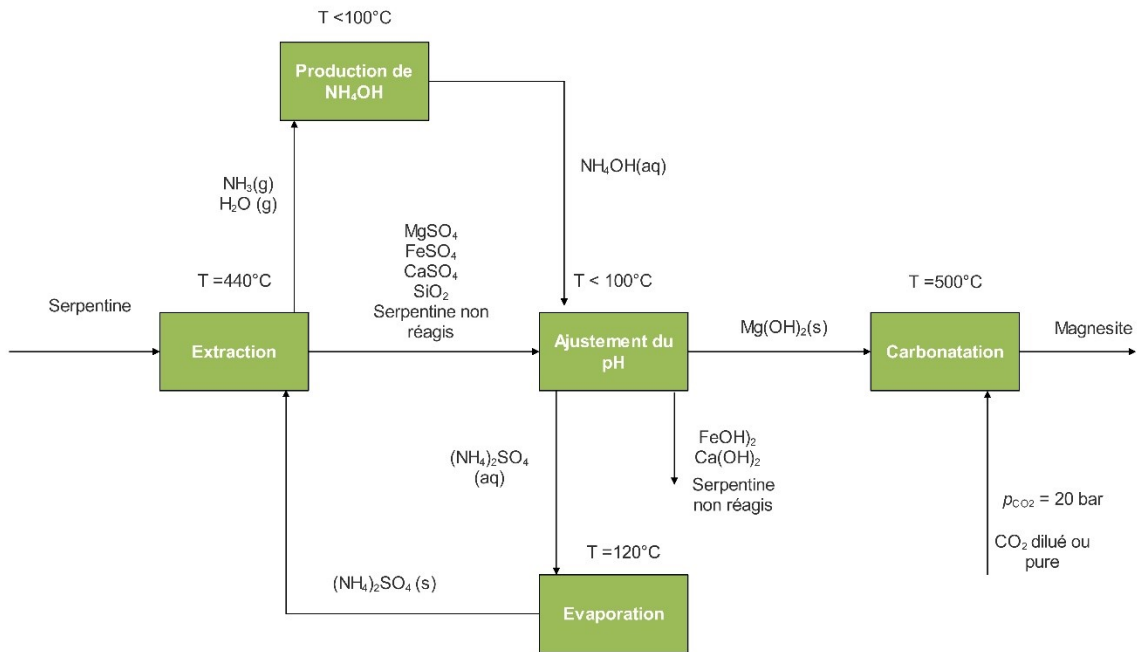 T <100°C
Production de
NH₄OH
NH₃(g)
H₂O (g)
NH₄OH(aq)
MgSO₄
FeSO₄
CaSO₄
SiO₂
Serpentine non
réagis
T =440°C
T < 100°C
T =500°C
Serpentine
Extraction
Ajustement du
pH
Mg(OH)₂(s)
Carbonatation
Magnesite
(NH₄)₂SO₄
(aq)
FeOH)₂
Ca(OH)₂
Serpentine
non réagis
pCO₂ = 20 bar
CO₂ dilué ou
pure
T =120°C
(NH₄)₂SO₄ (s)
Evaporation